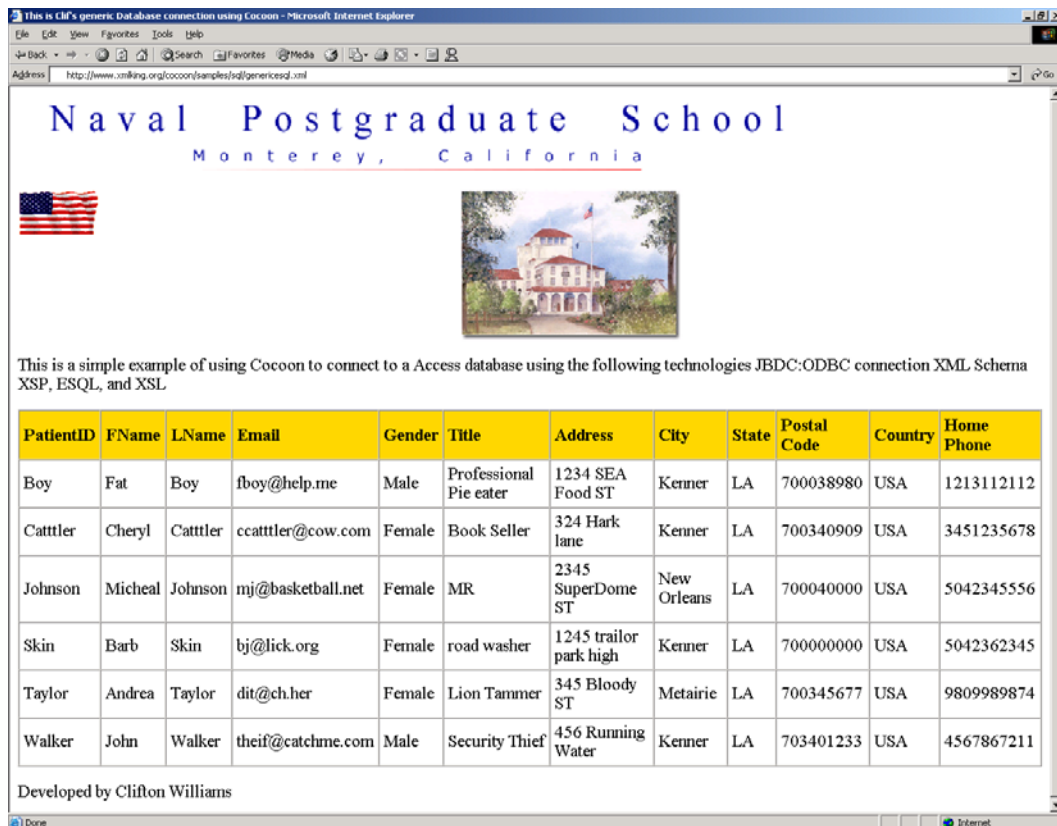 This is Clif's generic Database connection using Cocoon - Microsoft Internet Explorer
File Edit View Favorites Tools Help
Back Search Favorites Media
Address http://www.xmlking.org/cocoon/samples/sql/genericesql.xml Go
Naval Postgraduate School
Monterey, California
This is a simple example of using Cocoon to connect to a Access database using the following technologies JBDC:ODBC connection XML Schema
XSP, ESQL, and XSL
PatientID FName LName Email Gender Title Address City State Postal Code Country Home Phone
Boy Fat Boy fboy@help.me Male Professional Pie eater 1234 SEA Food ST Kenner LA 700038980 USA 1213112112
Catttler Cheryl Catttler ccatttler@cow.com Female Book Seller 324 Hark lane Kenner LA 700340909 USA 3451235678
Johnson Micheal Johnson mj@basketball.net Female MR 2345 SuperDome ST New Orleans LA 700040000 USA 5042345556
Skin Barb Skin bj@lick.org Female road washer 1245 trailor park high Kenner LA 700000000 USA 5042362345
Taylor Andrea Taylor dit@ch.her Female Lion Tammer 345 Bloody ST Metairie LA 700345677 USA 9809989874
Walker John Walker theif@catchme.com Male Security Thief 456 Running Water Kenner LA 703401233 USA 4567867211
Developed by Clifton Williams
Done Internet